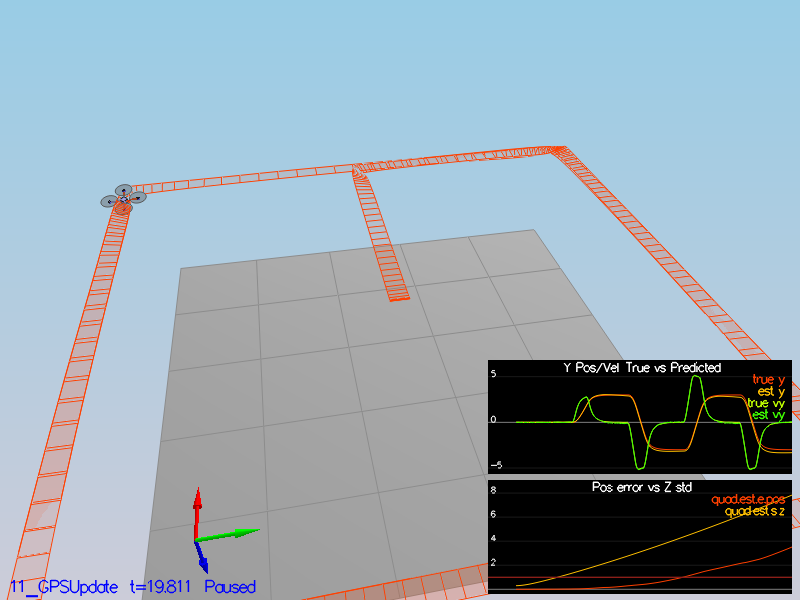 Y Pos/Vel True vs Predicted
5
true y
est y
true vy
0
est vy
-5
Pos error vs Z std
8
quad.est.e.pos
quad.est.s.z
6
4
2
11_GPSUpdate t=19.811 Paused